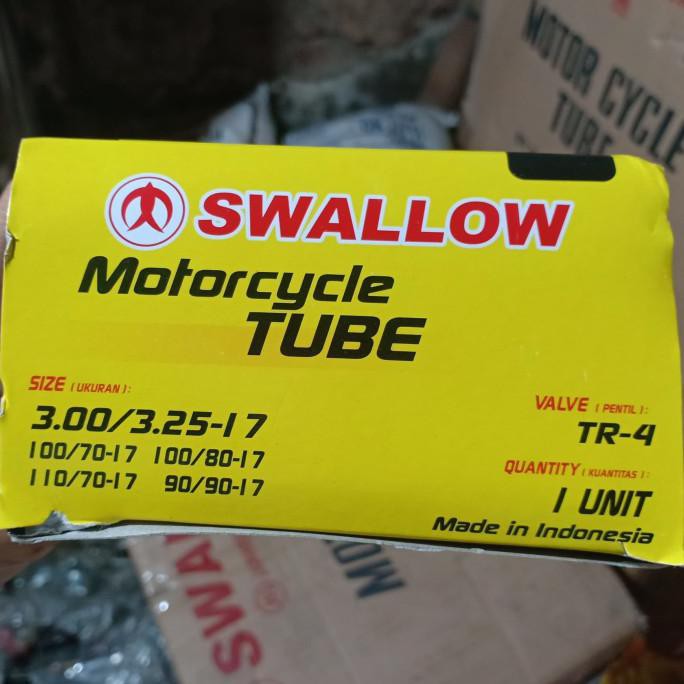 MOTOR CYCLE
TUBE
SWALLOW
Motorcycle
TUBE
SIZE (UKURAN):
3.00/3.25-17
100/70-17 100/80-17
110/70-17 90/90-17
VALVE (PENTIL):
TR-4
QUANTITY (KUANTITAS):
1 UNIT
Made in Indonesia